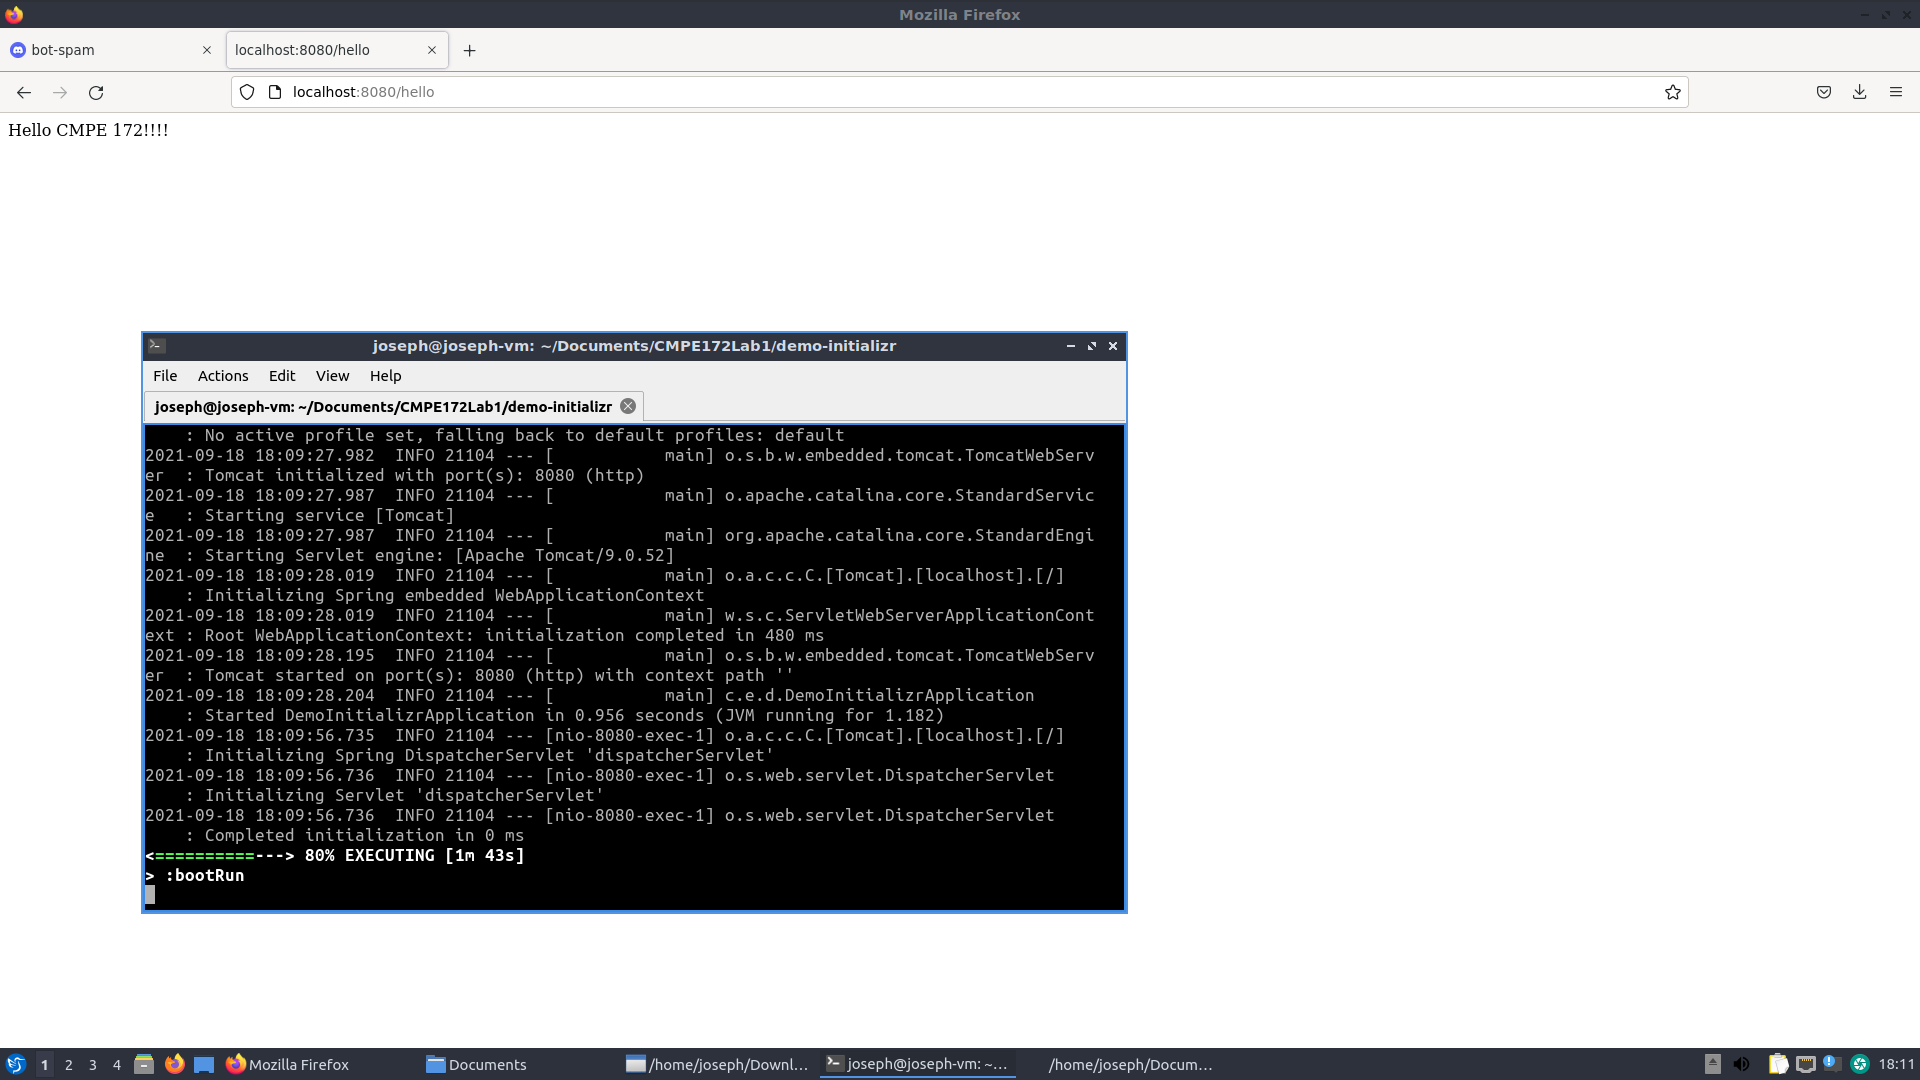 Mozilla Firefox
bot-spam
localhost:8080/hello
localhost:8080/hello
Hello CMPE 172!!!!
joseph@joseph-vm: ~/Documents/CMPE172Lab1/demo-initializr
File Actions Edit View Help
joseph@joseph-vm: ~/Documents/CMPE172Lab1/demo-initializr
    : No active profile set, falling back to default profiles: default
2021-09-18 18:09:27.982  INFO 21104 --- [           main] o.s.b.w.embedded.tomcat.TomcatWebServ
er  : Tomcat initialized with port(s): 8080 (http)
2021-09-18 18:09:27.987  INFO 21104 --- [           main] o.apache.catalina.core.StandardServic
e   : Starting service [Tomcat]
2021-09-18 18:09:27.987  INFO 21104 --- [           main] org.apache.catalina.core.StandardEngi
ne  : Starting Servlet engine: [Apache Tomcat/9.0.52]
2021-09-18 18:09:28.019  INFO 21104 --- [           main] o.a.c.c.C.[Tomcat].[localhost].[/]
    : Initializing Spring embedded WebApplicationContext
2021-09-18 18:09:28.019  INFO 21104 --- [           main] w.s.c.ServletWebServerApplicationCont
ext : Root WebApplicationContext: initialization completed in 480 ms
2021-09-18 18:09:28.195  INFO 21104 --- [           main] o.s.b.w.embedded.tomcat.TomcatWebServ
er  : Tomcat started on port(s): 8080 (http) with context path ''
2021-09-18 18:09:28.204  INFO 21104 --- [           main] c.e.d.DemoInitializrApplication
    : Started DemoInitializrApplication in 0.956 seconds (JVM running for 1.182)
2021-09-18 18:09:56.735  INFO 21104 --- [nio-8080-exec-1] o.a.c.c.C.[Tomcat].[localhost].[/]
    : Initializing Spring DispatcherServlet 'dispatcherServlet'
2021-09-18 18:09:56.736  INFO 21104 --- [nio-8080-exec-1] o.s.web.servlet.DispatcherServlet
    : Initializing Servlet 'dispatcherServlet'
2021-09-18 18:09:56.736  INFO 21104 --- [nio-8080-exec-1] o.s.web.servlet.DispatcherServlet
    : Completed initialization in 0 ms
<==========---> 80% EXECUTING [1m 43s]
> :bootRun
1 2 3 4 Mozilla Firefox Documents /home/joseph/Downl... joseph@joseph-vm: ~... /home/joseph/Docum... 18:11